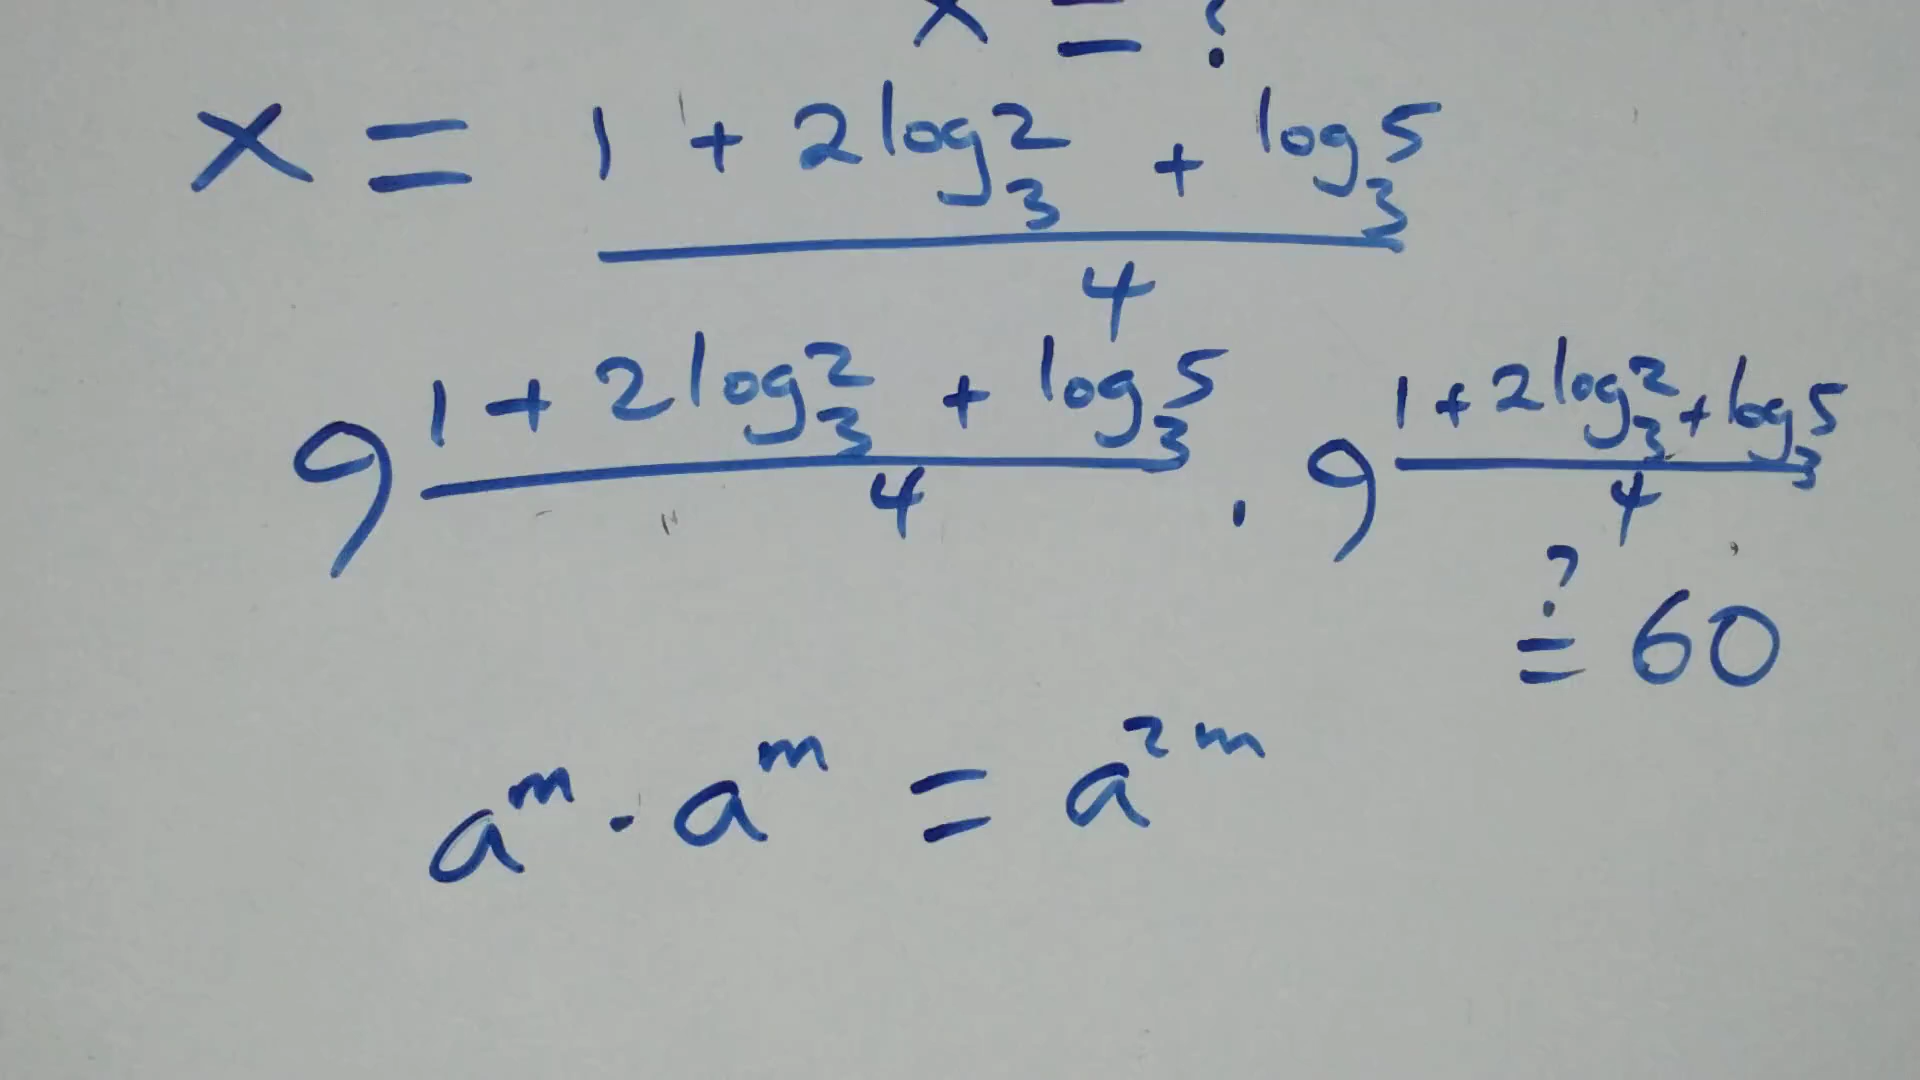 x = ?
x = (1 + 2log₃2 + log₃5) / 4
9^((1 + 2log₃2 + log₃5) / 4) · 9^((1 + 2log₃2 + log₃5) / 4)
?
= 60
aᵐ · aᵐ = a²ᵐ